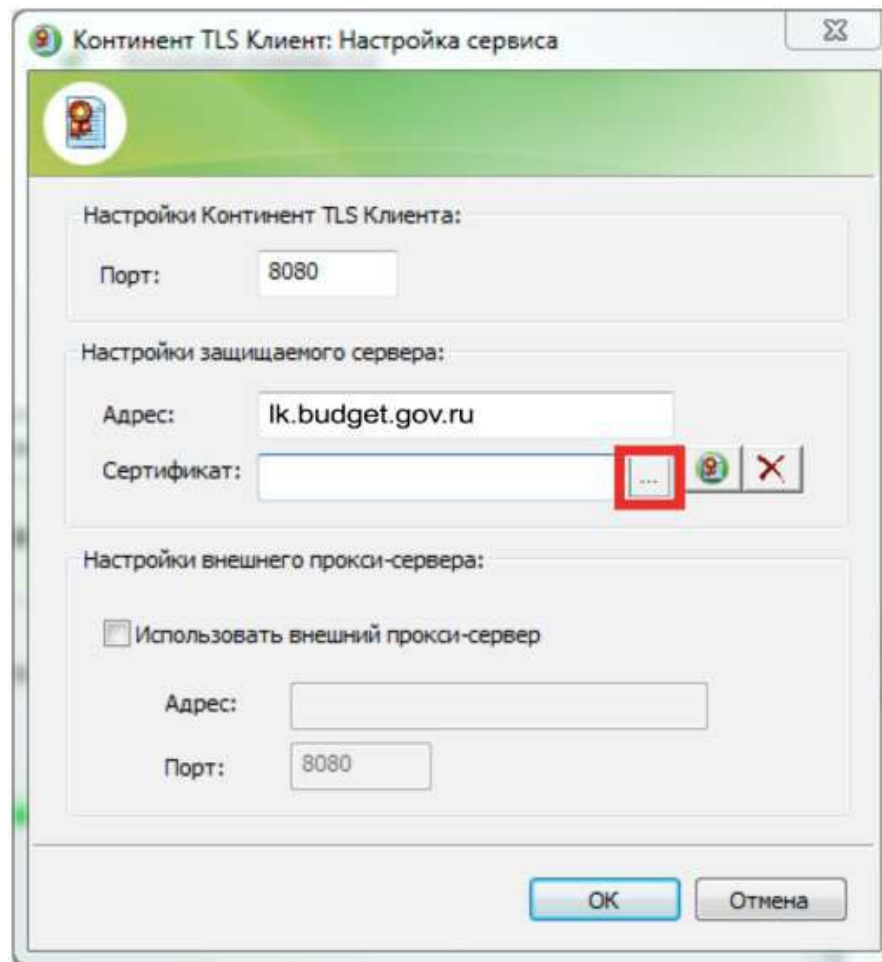 Континент TLS Клиент: Настройка сервиса
Настройки Континент TLS Клиента:
Порт: 8080
Настройки защищаемого сервера:
Адрес: lk.budget.gov.ru
Сертификат: ...
Настройки внешнего прокси-сервера:
Использовать внешний прокси-сервер
Адрес:
Порт: 8080
OK Отмена